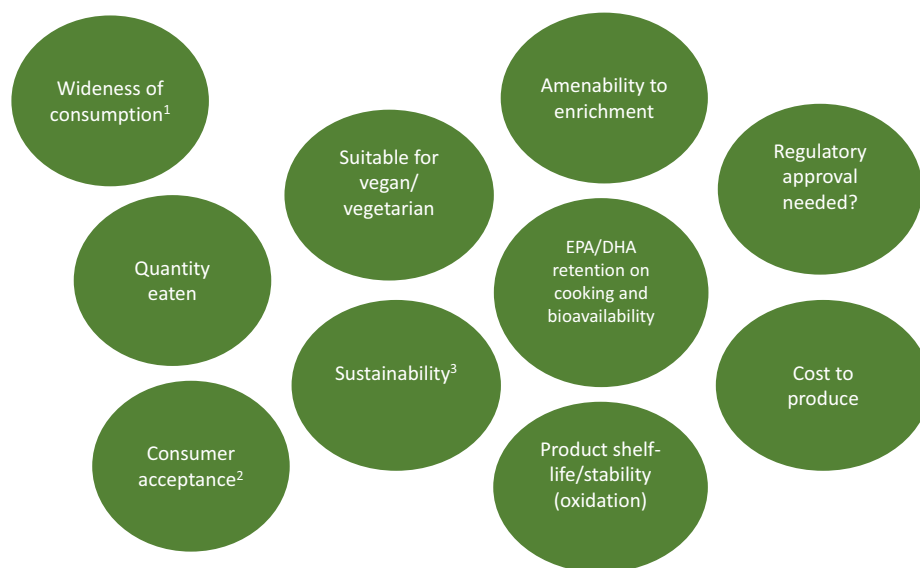 Wideness of
consumption¹
Quantity
eaten
Consumer
acceptance²
Suitable for
vegan/
vegetarian
Sustainability³
Amenability to
enrichment
EPA/DHA
retention on
cooking and
bioavailability
Product shelf-
life/stability
(oxidation)
Regulatory
approval
needed?
Cost to
produce